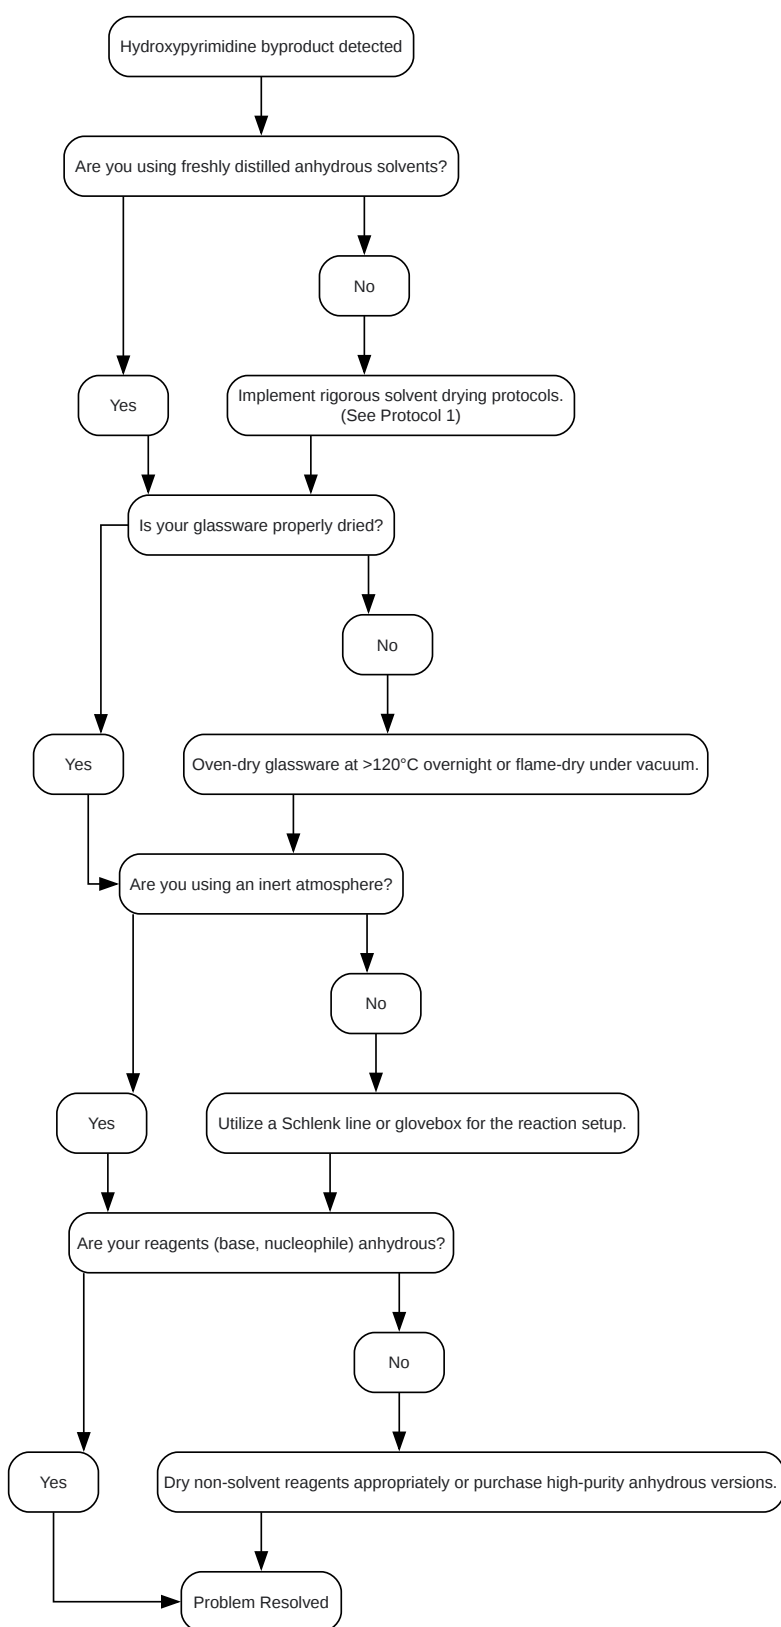 Hydroxypyrimidine byproduct detected
Are you using freshly distilled anhydrous solvents?
No
Yes
Implement rigorous solvent drying protocols.
(See Protocol 1)
Is your glassware properly dried?
No
Yes
Oven-dry glassware at >120°C overnight or flame-dry under vacuum.
Are you using an inert atmosphere?
No
Yes
Utilize a Schlenk line or glovebox for the reaction setup.
Are your reagents (base, nucleophile) anhydrous?
No
Yes
Dry non-solvent reagents appropriately or purchase high-purity anhydrous versions.
Problem Resolved